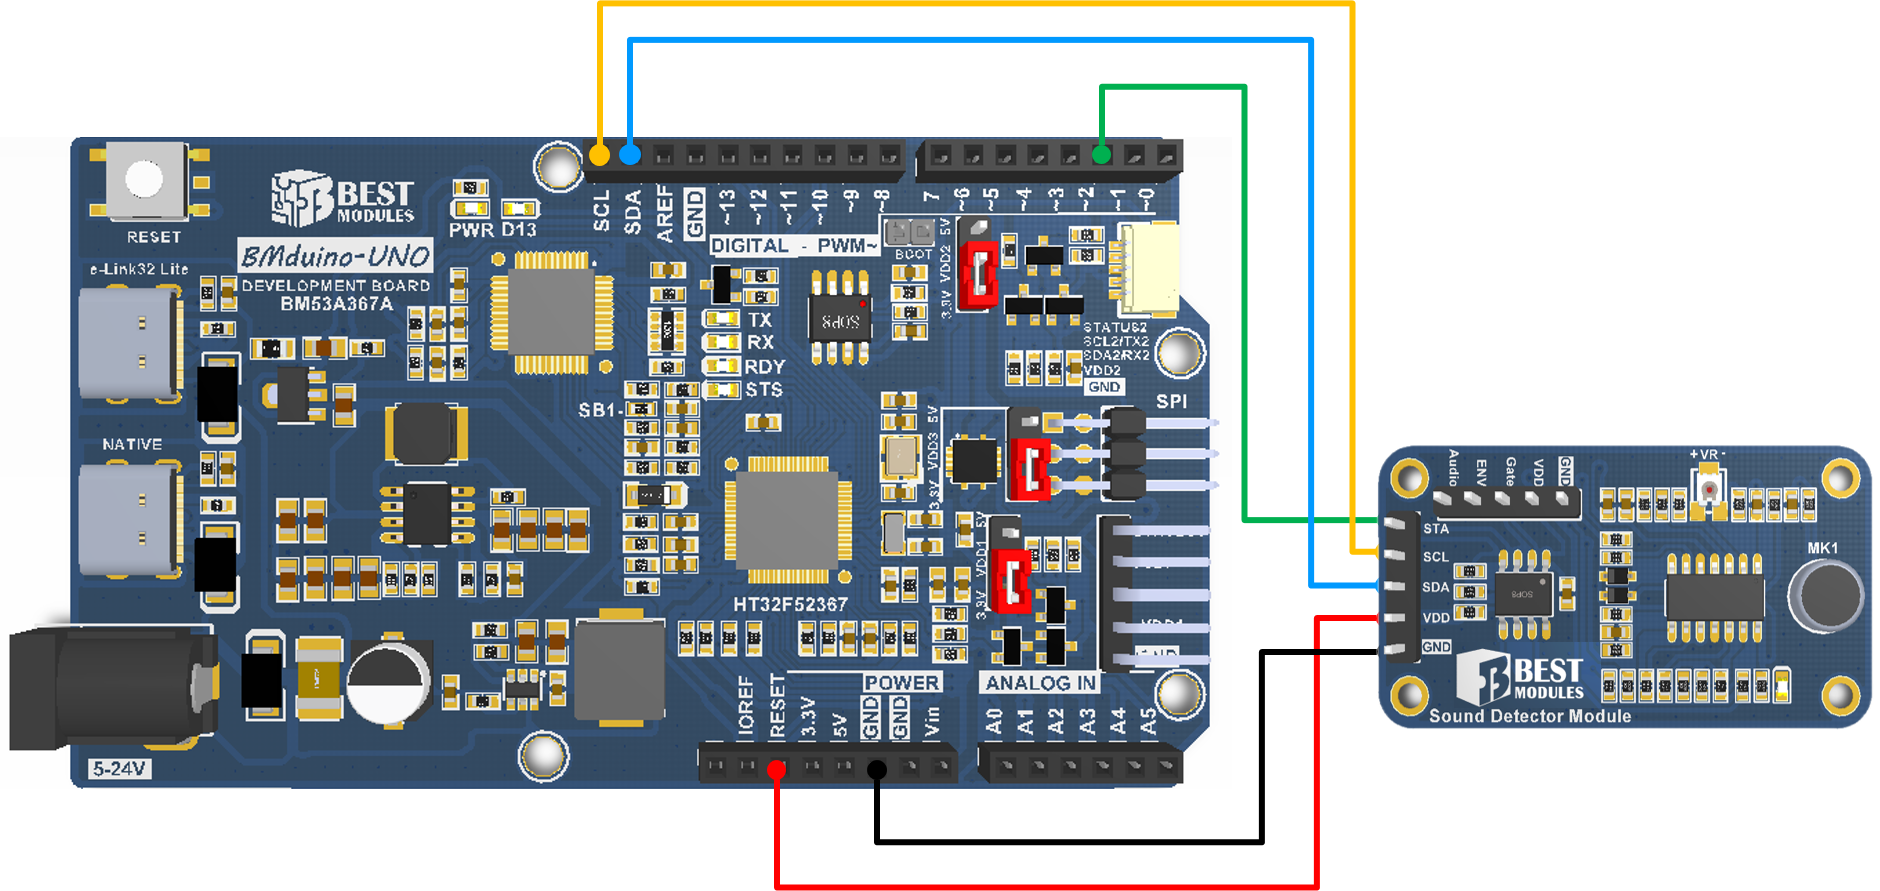 SCL
SDA
AREF
GND
~13
~12
~11
~10
~9
~8
7
~6
~5
~4
~3
~2
~1
~0
BEST
MODULES
PWR D13
RESET
DIGITAL - PWM~
BOOT
3.3V VDD2 5V
BMduino-UNO
DEVELOPMENT BOARD
BM53A367A
e-Link32 Lite
TX
RX
RDY
STS
SOP8
STATUS2
SCL2/TX2
SDA2/RX2
VDD2
GND
SB1-
SPI
3.3V VDD3 5V
NATIVE
3.3V VDD1 5V
HT32F52367
POWER
ANALOG IN
IOREF
RESET
3.3V
5V
GND
GND
Vin
A0
A1
A2
A3
A4
A5
5-24V
Audio
ENV
Gate
VDD
GND
+VR-
STA
SCL
SDA
VDD
GND
SOP8
MK1
BEST
MODULES
Sound Detector Module